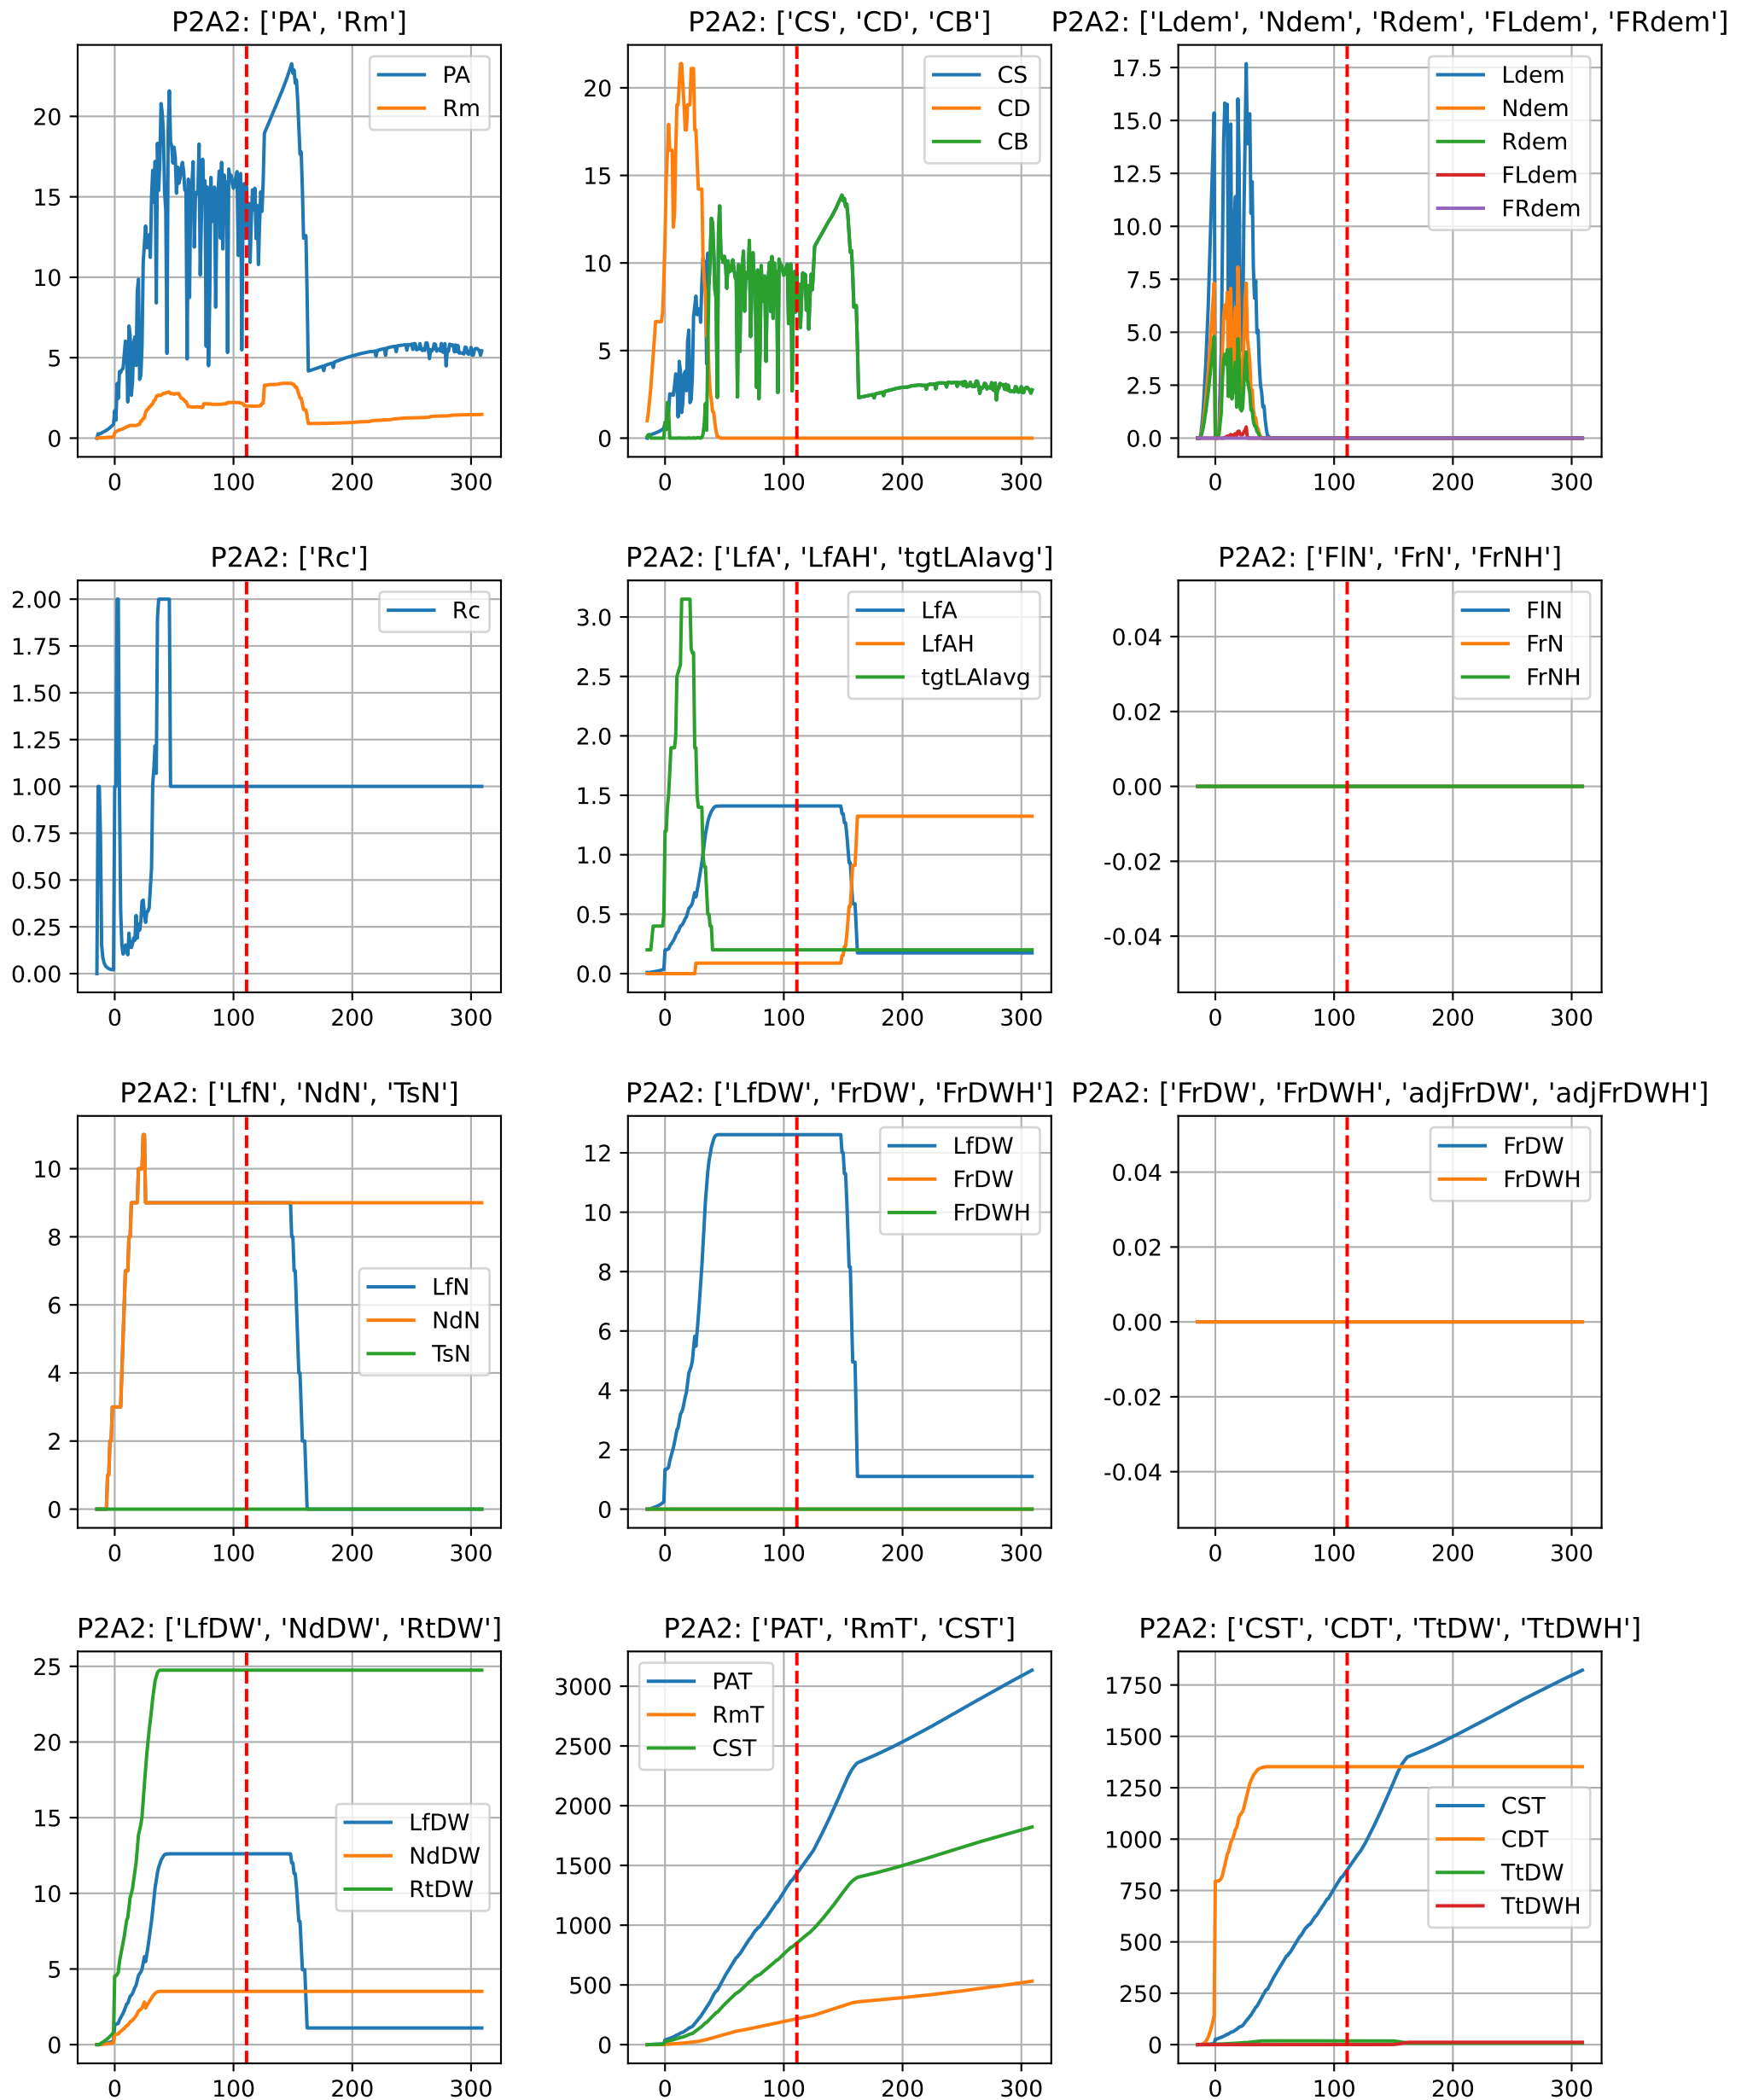 P2A2: ['PA', 'Rm']
20
15
10
5
0
0 100 200 300
PA
Rm
P2A2: ['CS', 'CD', 'CB']
20
15
10
5
0
0 100 200 300
CS
CD
CB
P2A2: ['Ldem', 'Ndem', 'Rdem', 'FLdem', 'FRdem']
17.5
15.0
12.5
10.0
7.5
5.0
2.5
0.0
0 100 200 300
Ldem
Ndem
Rdem
FLdem
FRdem
P2A2: ['Rc']
2.00
1.75
1.50
1.25
1.00
0.75
0.50
0.25
0.00
0 100 200 300
Rc
P2A2: ['LfA', 'LfAH', 'tgtLAIavg']
3.0
2.5
2.0
1.5
1.0
0.5
0.0
0 100 200 300
LfA
LfAH
tgtLAIavg
P2A2: ['FlN', 'FrN', 'FrNH']
0.04
0.02
0.00
-0.02
-0.04
0 100 200 300
FlN
FrN
FrNH
P2A2: ['LfN', 'NdN', 'TsN']
10
8
6
4
2
0
0 100 200 300
LfN
NdN
TsN
P2A2: ['LfDW', 'FrDW', 'FrDWH']
12
10
8
6
4
2
0
0 100 200 300
LfDW
FrDW
FrDWH
P2A2: ['FrDW', 'FrDWH', 'adjFrDW', 'adjFrDWH']
0.04
0.02
0.00
-0.02
-0.04
0 100 200 300
FrDW
FrDWH
P2A2: ['LfDW', 'NdDW', 'RtDW']
25
20
15
10
5
0
0 100 200 300
LfDW
NdDW
RtDW
P2A2: ['PAT', 'RmT', 'CST']
3000
2500
2000
1500
1000
500
0
0 100 200 300
PAT
RmT
CST
P2A2: ['CST', 'CDT', 'TtDW', 'TtDWH']
1750
1500
1250
1000
750
500
250
0
0 100 200 300
CST
CDT
TtDW
TtDWH